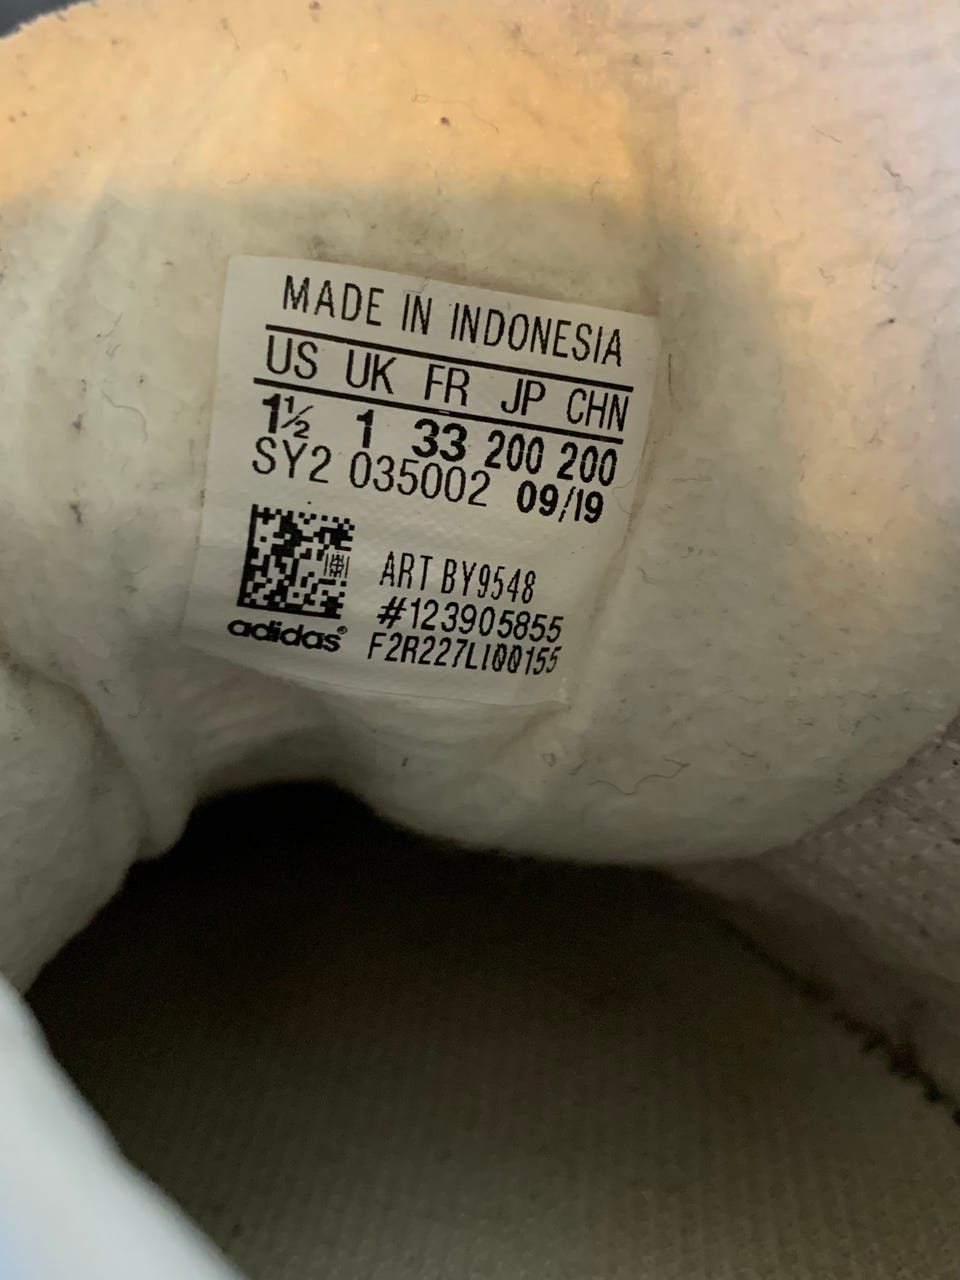 MADE IN INDONESIA
US UK FR JP CHN
1½ 1 33 200 200
SY2 035002 09/19
ART BY9548
#123905855
adidas® F2R227LI00155